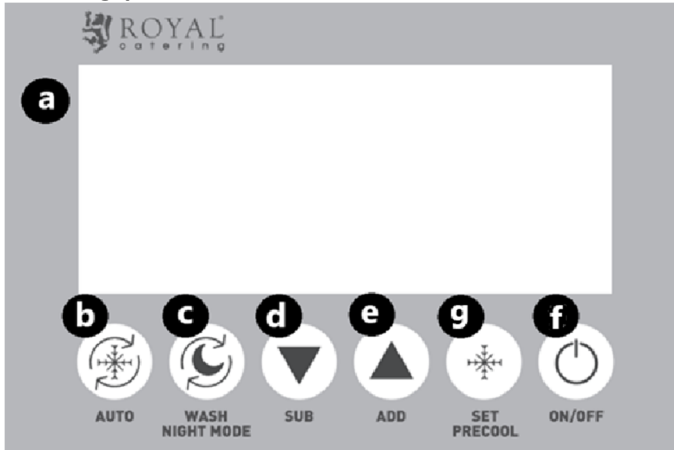 ROYAL
catering
a
b
c
d
e
g
f
AUTO
WASH
NIGHT MODE
SUB
ADD
SET
PRECOOL
ON/OFF